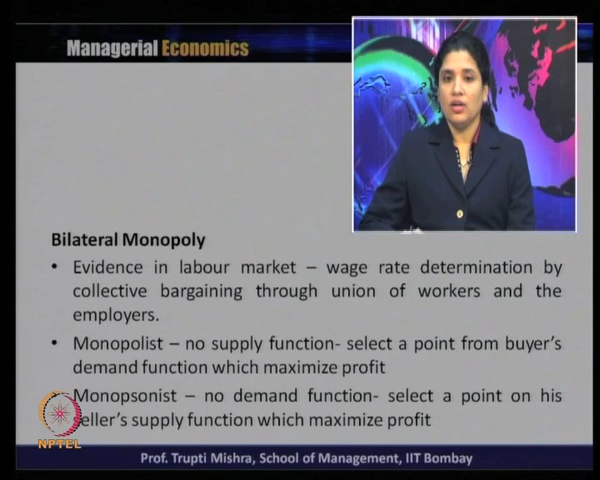 Managerial Economics
Bilateral Monopoly
• Evidence in labour market – wage rate determination by
collective bargaining through union of workers and the
employers.
• Monopolist – no supply function- select a point from buyer's
demand function which maximize profit
Monopsonist – no demand function- select a point on his
seller's supply function which maximize profit
NPTEL
Prof. Trupti Mishra, School of Management, IIT Bombay